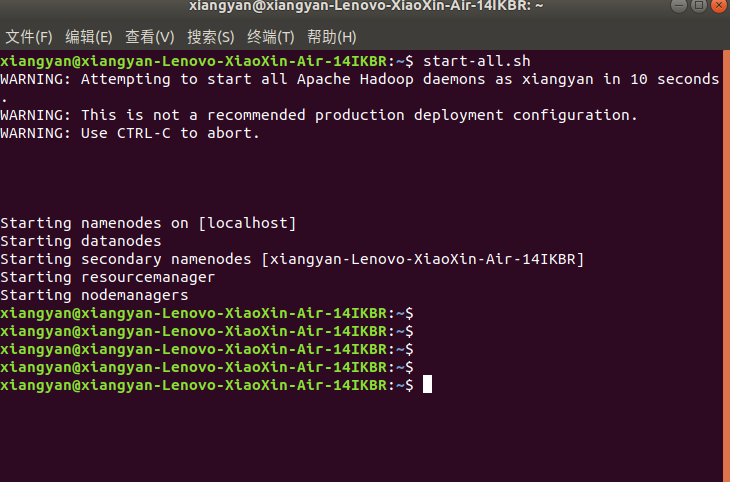 xiangyan@xiangyan-Lenovo-XiaoXin-Air-14IKBR: ~
文件(F) 编辑(E) 查看(V) 搜索(S) 终端(T) 帮助(H)
xiangyan@xiangyan-Lenovo-XiaoXin-Air-14IKBR:~$ start-all.sh
WARNING: Attempting to start all Apache Hadoop daemons as xiangyan in 10 seconds
.
WARNING: This is not a recommended production deployment configuration.
WARNING: Use CTRL-C to abort.
Starting namenodes on [localhost]
Starting datanodes
Starting secondary namenodes [xiangyan-Lenovo-XiaoXin-Air-14IKBR]
Starting resourcemanager
Starting nodemanagers
xiangyan@xiangyan-Lenovo-XiaoXin-Air-14IKBR:~$
xiangyan@xiangyan-Lenovo-XiaoXin-Air-14IKBR:~$
xiangyan@xiangyan-Lenovo-XiaoXin-Air-14IKBR:~$
xiangyan@xiangyan-Lenovo-XiaoXin-Air-14IKBR:~$
xiangyan@xiangyan-Lenovo-XiaoXin-Air-14IKBR:~$